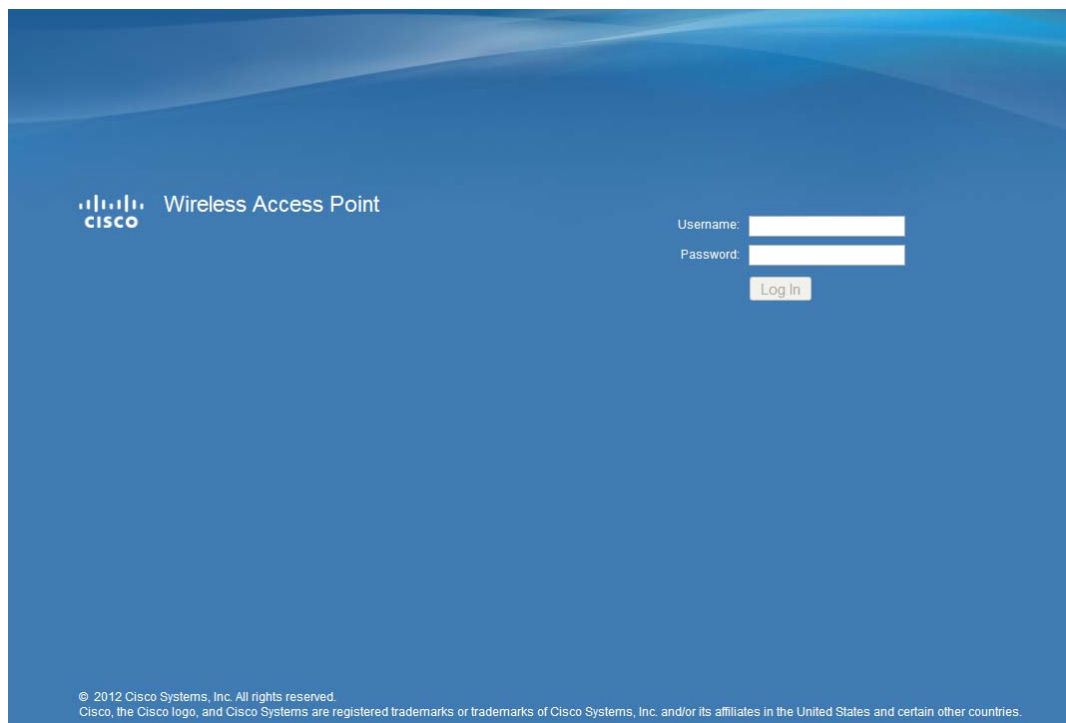 CISCO
Wireless Access Point
Username:
Password:
Log In
© 2012 Cisco Systems, Inc. All rights reserved.
Cisco, the Cisco logo, and Cisco Systems are registered trademarks or trademarks of Cisco Systems, Inc. and/or its affiliates in the United States and certain other countries.